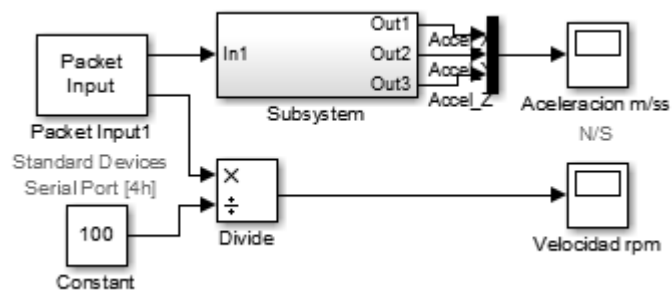 Packet
Input
Packet Input1
Standard Devices
Serial Port [4h]
In1
Out1
Out2
Out3
Subsystem
Accel_Z
Aceleracion m/ss
N/S
100
Constant
×
÷
Divide
Velocidad rpm